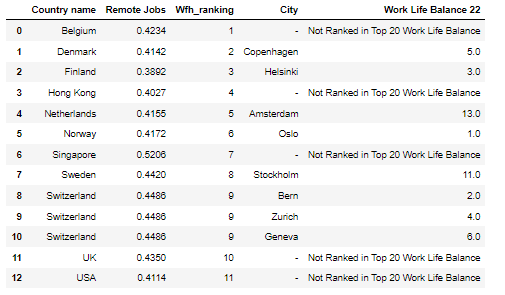 Country name Remote Jobs Wfh_ranking City Work Life Balance 22
0 Belgium 0.4234 1 - Not Ranked in Top 20 Work Life Balance
1 Denmark 0.4142 2 Copenhagen 5.0
2 Finland 0.3892 3 Helsinki 3.0
3 Hong Kong 0.4027 4 - Not Ranked in Top 20 Work Life Balance
4 Netherlands 0.4155 5 Amsterdam 13.0
5 Norway 0.4172 6 Oslo 1.0
6 Singapore 0.5206 7 - Not Ranked in Top 20 Work Life Balance
7 Sweden 0.4420 8 Stockholm 11.0
8 Switzerland 0.4486 9 Bern 2.0
9 Switzerland 0.4486 9 Zurich 4.0
10 Switzerland 0.4486 9 Geneva 6.0
11 UK 0.4350 10 - Not Ranked in Top 20 Work Life Balance
12 USA 0.4114 11 - Not Ranked in Top 20 Work Life Balance